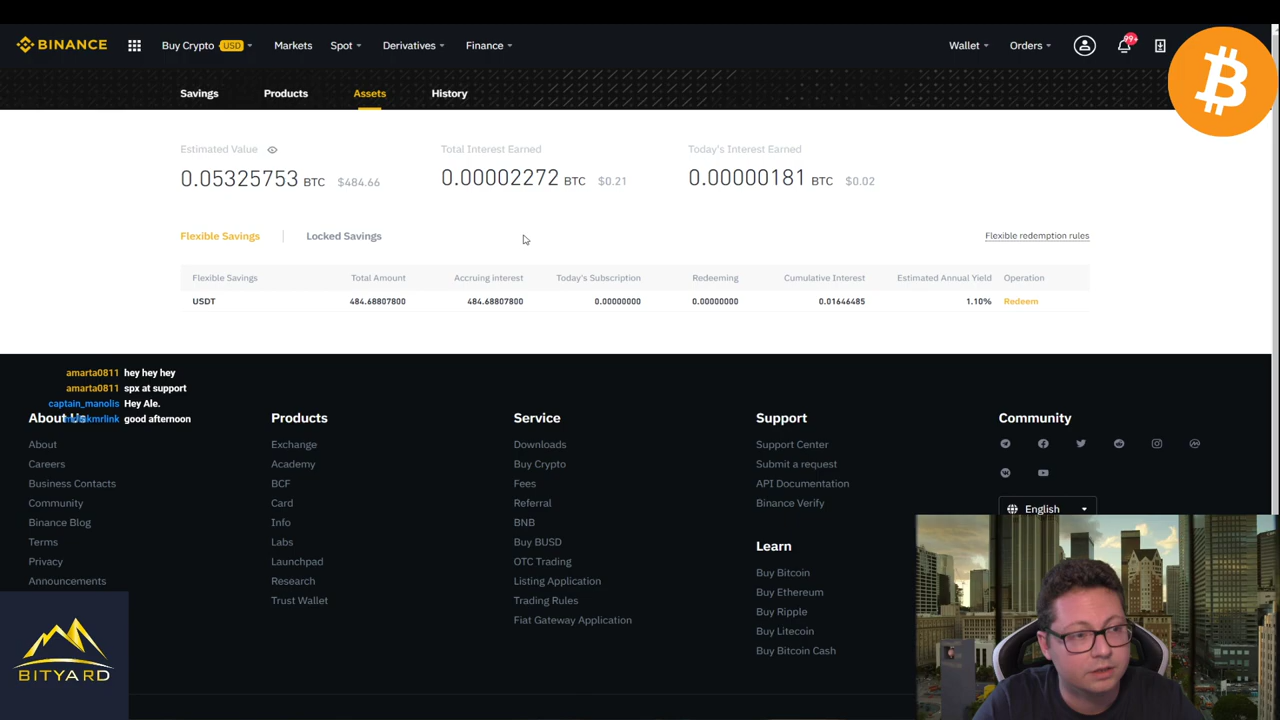 BINANCE
Buy Crypto USD
Markets
Spot
Derivatives
Finance
Wallet
Orders
99+
Savings
Products
Assets
History
Estimated Value
0.05325753 BTC $484.66
Total Interest Earned
0.00002272 BTC $0.21
Today's Interest Earned
0.00000181 BTC $0.02
Flexible Savings
Locked Savings
Flexible redemption rules
Flexible Savings Total Amount Accruing interest Today's Subscription Redeeming Cumulative Interest Estimated Annual Yield Operation
USDT 484.68807800 484.68807800 0.00000000 0.00000000 0.01646485 1.10% Redeem
amarta0811 hey hey hey
amarta0811 spx at support
captain_manolis Hey Ale.
good afternoon
About Us
About
Careers
Business Contacts
Community
Binance Blog
Terms
Privacy
Announcements
Products
Exchange
Academy
BCF
Card
Info
Labs
Launchpad
Research
Trust Wallet
Service
Downloads
Buy Crypto
Fees
Referral
BNB
Buy BUSD
OTC Trading
Listing Application
Trading Rules
Fiat Gateway Application
Support
Support Center
Submit a request
API Documentation
Binance Verify
Learn
Buy Bitcoin
Buy Ethereum
Buy Ripple
Buy Litecoin
Buy Bitcoin Cash
Community
English
BITYARD